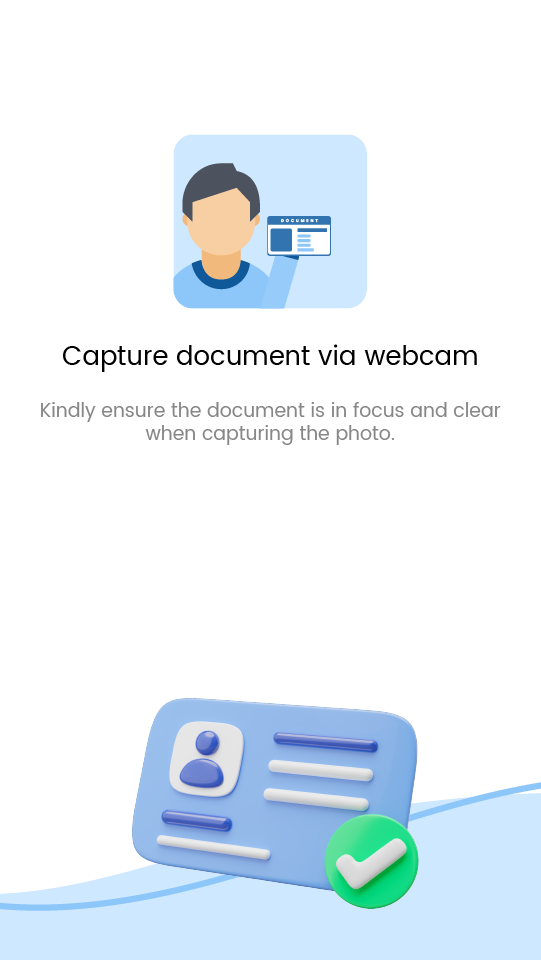 DOCUMENT
Capture document via webcam
Kindly ensure the document is in focus and clear
when capturing the photo.